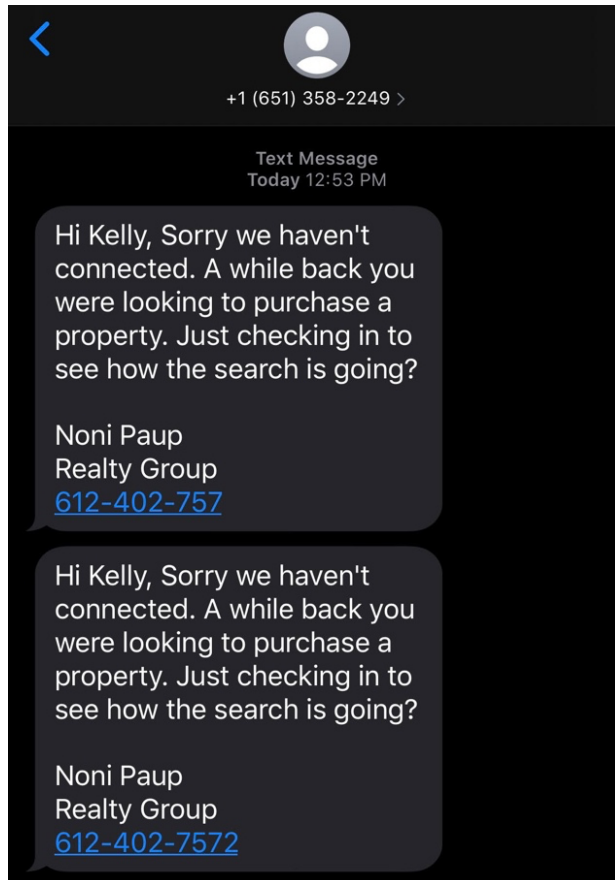 +1 (651) 358-2249 >
Text Message
Today 12:53 PM
Hi Kelly, Sorry we haven't
connected. A while back you
were looking to purchase a
property. Just checking in to
see how the search is going?
Noni Paup
Realty Group
612-402-757
Hi Kelly, Sorry we haven't
connected. A while back you
were looking to purchase a
property. Just checking in to
see how the search is going?
Noni Paup
Realty Group
612-402-7572